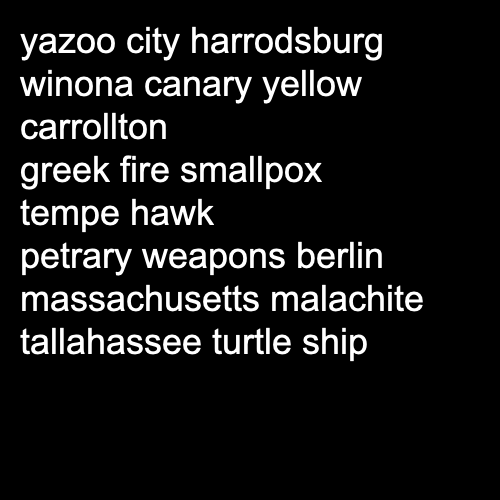 yazoo city harrodsburg
winona canary yellow
carrollton
greek fire smallpox
tempe hawk
petrary weapons berlin
massachusetts malachite
tallahassee turtle ship